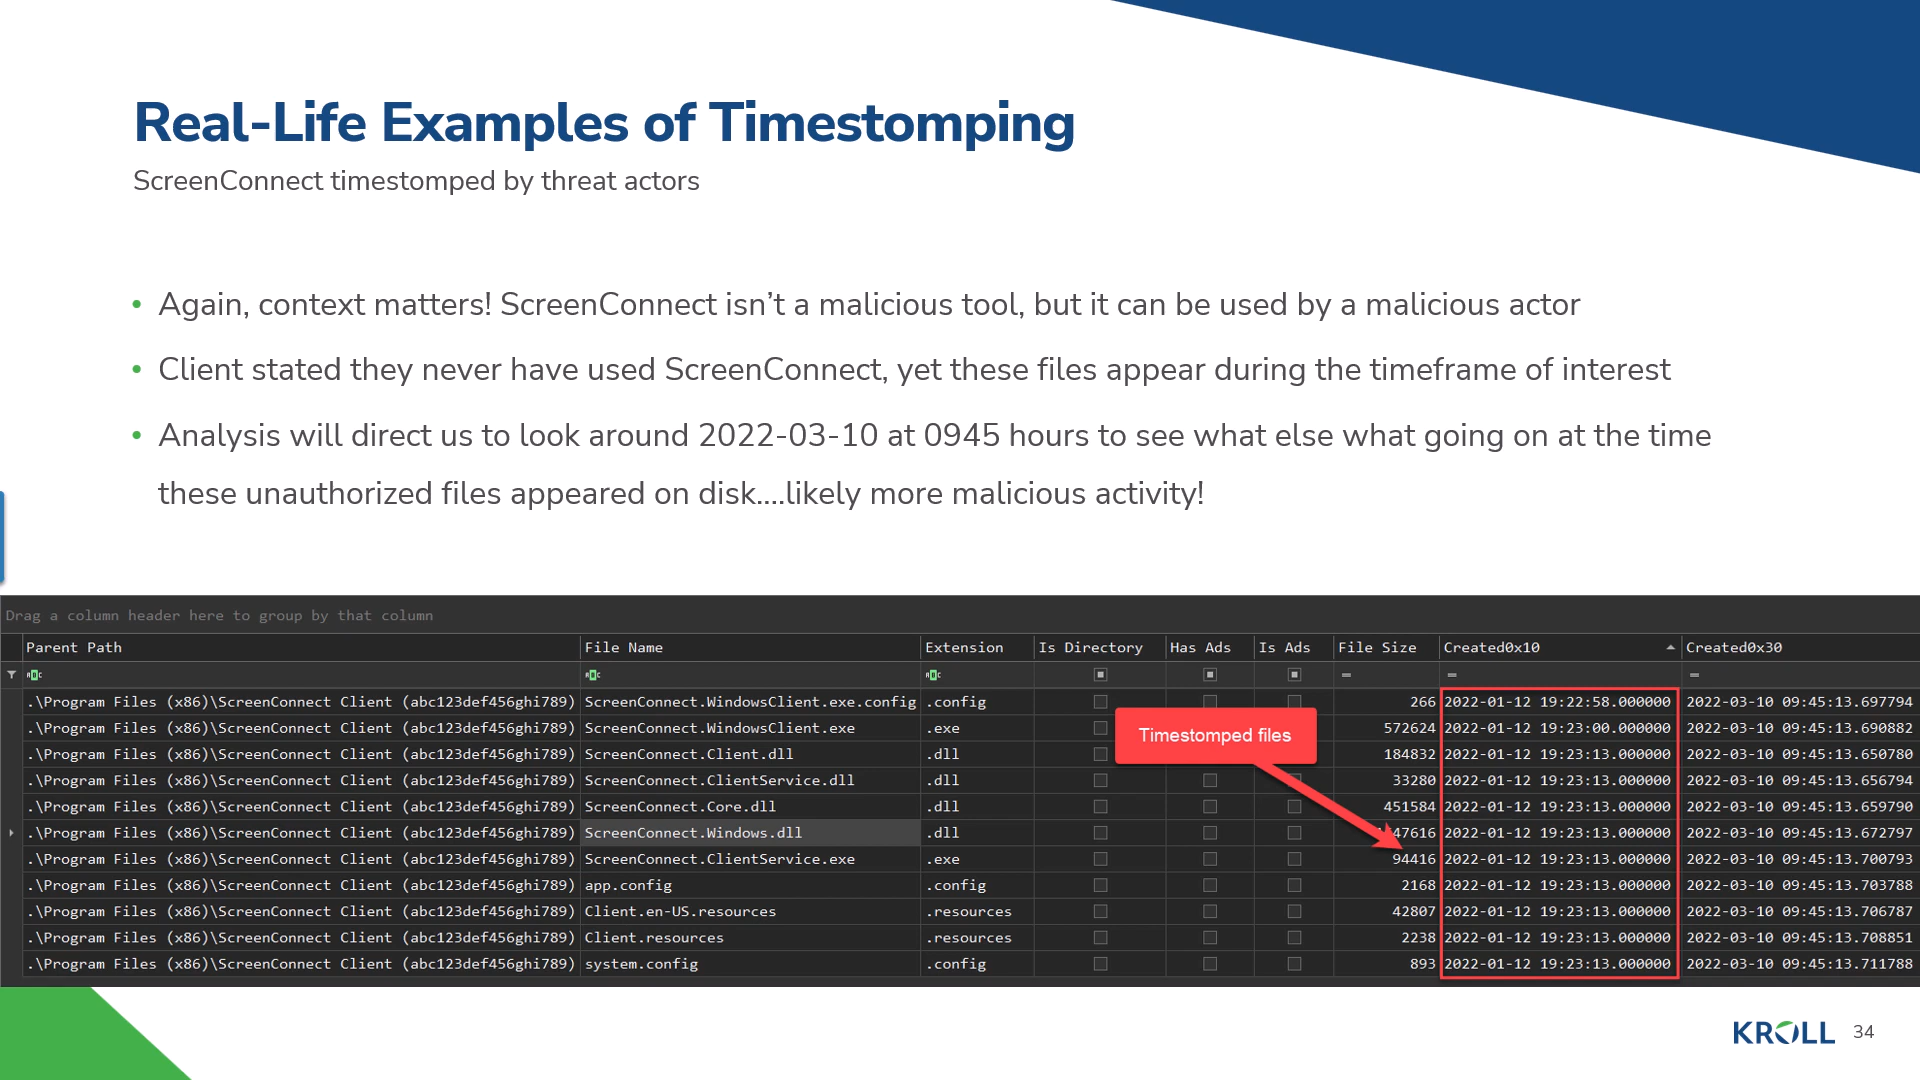 Real-Life Examples of Timestomping
ScreenConnect timestomped by threat actors
• Again, context matters! ScreenConnect isn’t a malicious tool, but it can be used by a malicious actor
• Client stated they never have used ScreenConnect, yet these files appear during the timeframe of interest
• Analysis will direct us to look around 2022-03-10 at 0945 hours to see what else what going on at the time
these unauthorized files appeared on disk....likely more malicious activity!
Drag a column header here to group by that column
Parent Path File Name Extension Is Directory Has Ads Is Ads File Size Created0x10 Created0x30
.\Program Files (x86)\ScreenConnect Client (abc123def456ghi789) ScreenConnect.WindowsClient.exe.config .config 266 2022-01-12 19:22:58.000000 2022-03-10 09:45:13.697794
.\Program Files (x86)\ScreenConnect Client (abc123def456ghi789) ScreenConnect.WindowsClient.exe .exe 572624 2022-01-12 19:23:00.000000 2022-03-10 09:45:13.690882
Timestomped files
.\Program Files (x86)\ScreenConnect Client (abc123def456ghi789) ScreenConnect.Client.dll .dll 184832 2022-01-12 19:23:13.000000 2022-03-10 09:45:13.650780
.\Program Files (x86)\ScreenConnect Client (abc123def456ghi789) ScreenConnect.ClientService.dll .dll 33280 2022-01-12 19:23:13.000000 2022-03-10 09:45:13.656794
.\Program Files (x86)\ScreenConnect Client (abc123def456ghi789) ScreenConnect.Core.dll .dll 451584 2022-01-12 19:23:13.000000 2022-03-10 09:45:13.659790
.\Program Files (x86)\ScreenConnect Client (abc123def456ghi789) ScreenConnect.Windows.dll .dll 2022-01-12 19:23:13.000000 2022-03-10 09:45:13.672797
.\Program Files (x86)\ScreenConnect Client (abc123def456ghi789) ScreenConnect.ClientService.exe .exe 94416 2022-01-12 19:23:13.000000 2022-03-10 09:45:13.700793
.\Program Files (x86)\ScreenConnect Client (abc123def456ghi789) app.config .config 2168 2022-01-12 19:23:13.000000 2022-03-10 09:45:13.703788
.\Program Files (x86)\ScreenConnect Client (abc123def456ghi789) Client.en-US.resources .resources 42807 2022-01-12 19:23:13.000000 2022-03-10 09:45:13.706787
.\Program Files (x86)\ScreenConnect Client (abc123def456ghi789) Client.resources .resources 2238 2022-01-12 19:23:13.000000 2022-03-10 09:45:13.708851
.\Program Files (x86)\ScreenConnect Client (abc123def456ghi789) system.config .config 893 2022-01-12 19:23:13.000000 2022-03-10 09:45:13.711788
KROLL 34